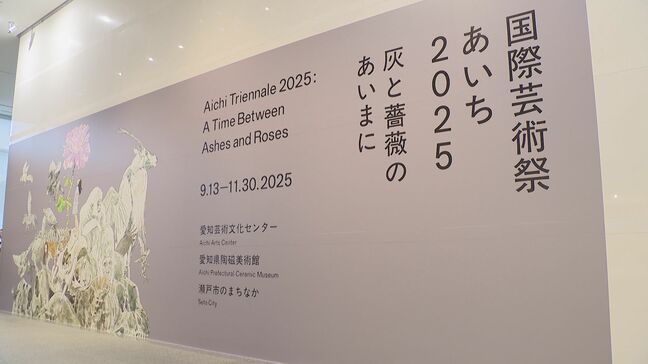 国際芸術祭
あいち
2025
灰と薔薇の
あいまに
Aichi Triennale 2025:
A Time Between
Ashes and Roses
9.13–11.30.2025
愛知芸術文化センター
Aichi Arts Center
愛知県陶磁美術館
Aichi Prefectural Ceramic Museum
瀬戸市のまちなか
Seto City